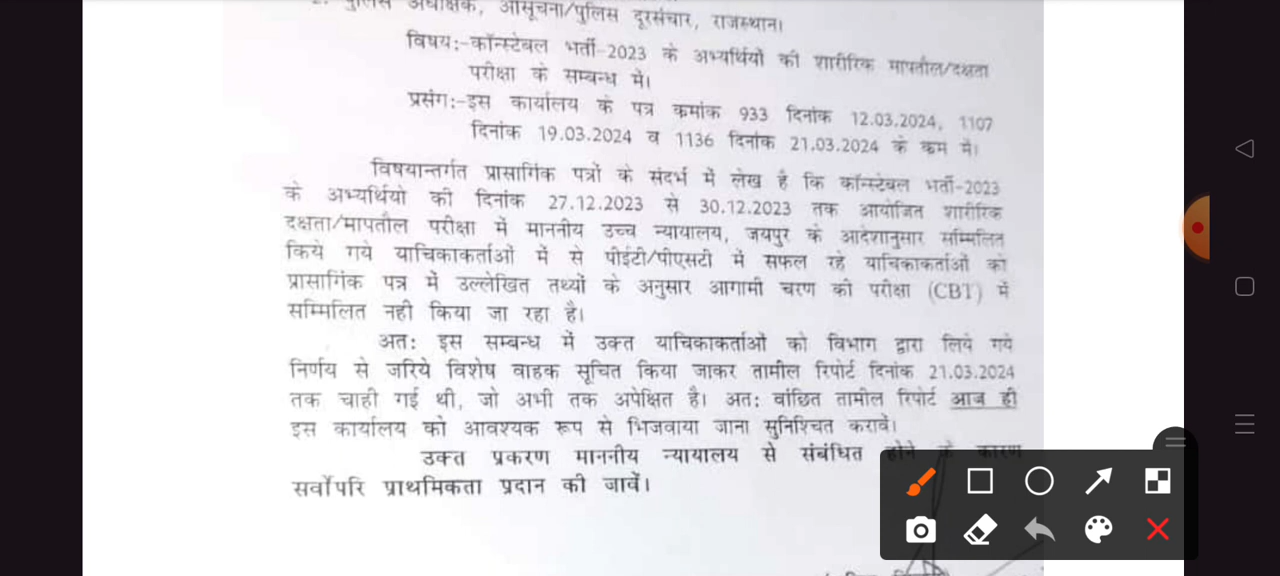 2. पुलिस अधीक्षक, आसूचना/पुलिस दूरसंचार, राजस्थान।
विषय:-कॉन्स्टेबल भर्ती-2023 के अभ्यर्थियों की शारीरिक मापतौल/दक्षता
परीक्षा के सम्बन्ध में।
प्रसंग:-इस कार्यालय के पत्र कमांक 933 दिनांक 12.03.2024, 1107
दिनांक 19.03.2024 व 1136 दिनांक 21.03.2024 के कम में।
विषयान्तर्गत प्रासागिंक पत्रों के संदर्भ में लेख है कि कॉन्स्टेबल भर्ती-2023
के अभ्यर्थियो की दिनांक 27.12.2023 से 30.12.2023 तक आयोजित शारीरिक
दक्षता/मापतौल परीक्षा में माननीय उच्च न्यायालय, जयपुर के आदेशानुसार सम्मिलित
किये गये याचिकाकर्ताओं में से पीईटी/पीएसटी में सफल रहे याचिकाकर्ताओं को
प्रासागिंक पत्र में उल्लेखित तथ्यों के अनुसार आगामी चरण की परीक्षा (CBT) में
सम्मिलित नही किया जा रहा है।
अतः इस सम्बन्ध में उक्त याचिकाकर्ताओं को विभाग द्वारा लिये गये
निर्णय से जरिये विशेष वाहक सूचित किया जाकर तामील रिपोर्ट दिनांक 21.03.2024
तक चाही गई थी, जो अभी तक अपेक्षित है। अतः वांछित तामील रिपोर्ट आज ही
इस कार्यालय को आवश्यक रूप से भिजवाया जाना सुनिश्चित करावें।
उक्त प्रकरण माननीय न्यायालय से संबंधित होने के कारण
सर्वोपरि प्राथमिकता प्रदान की जावें।